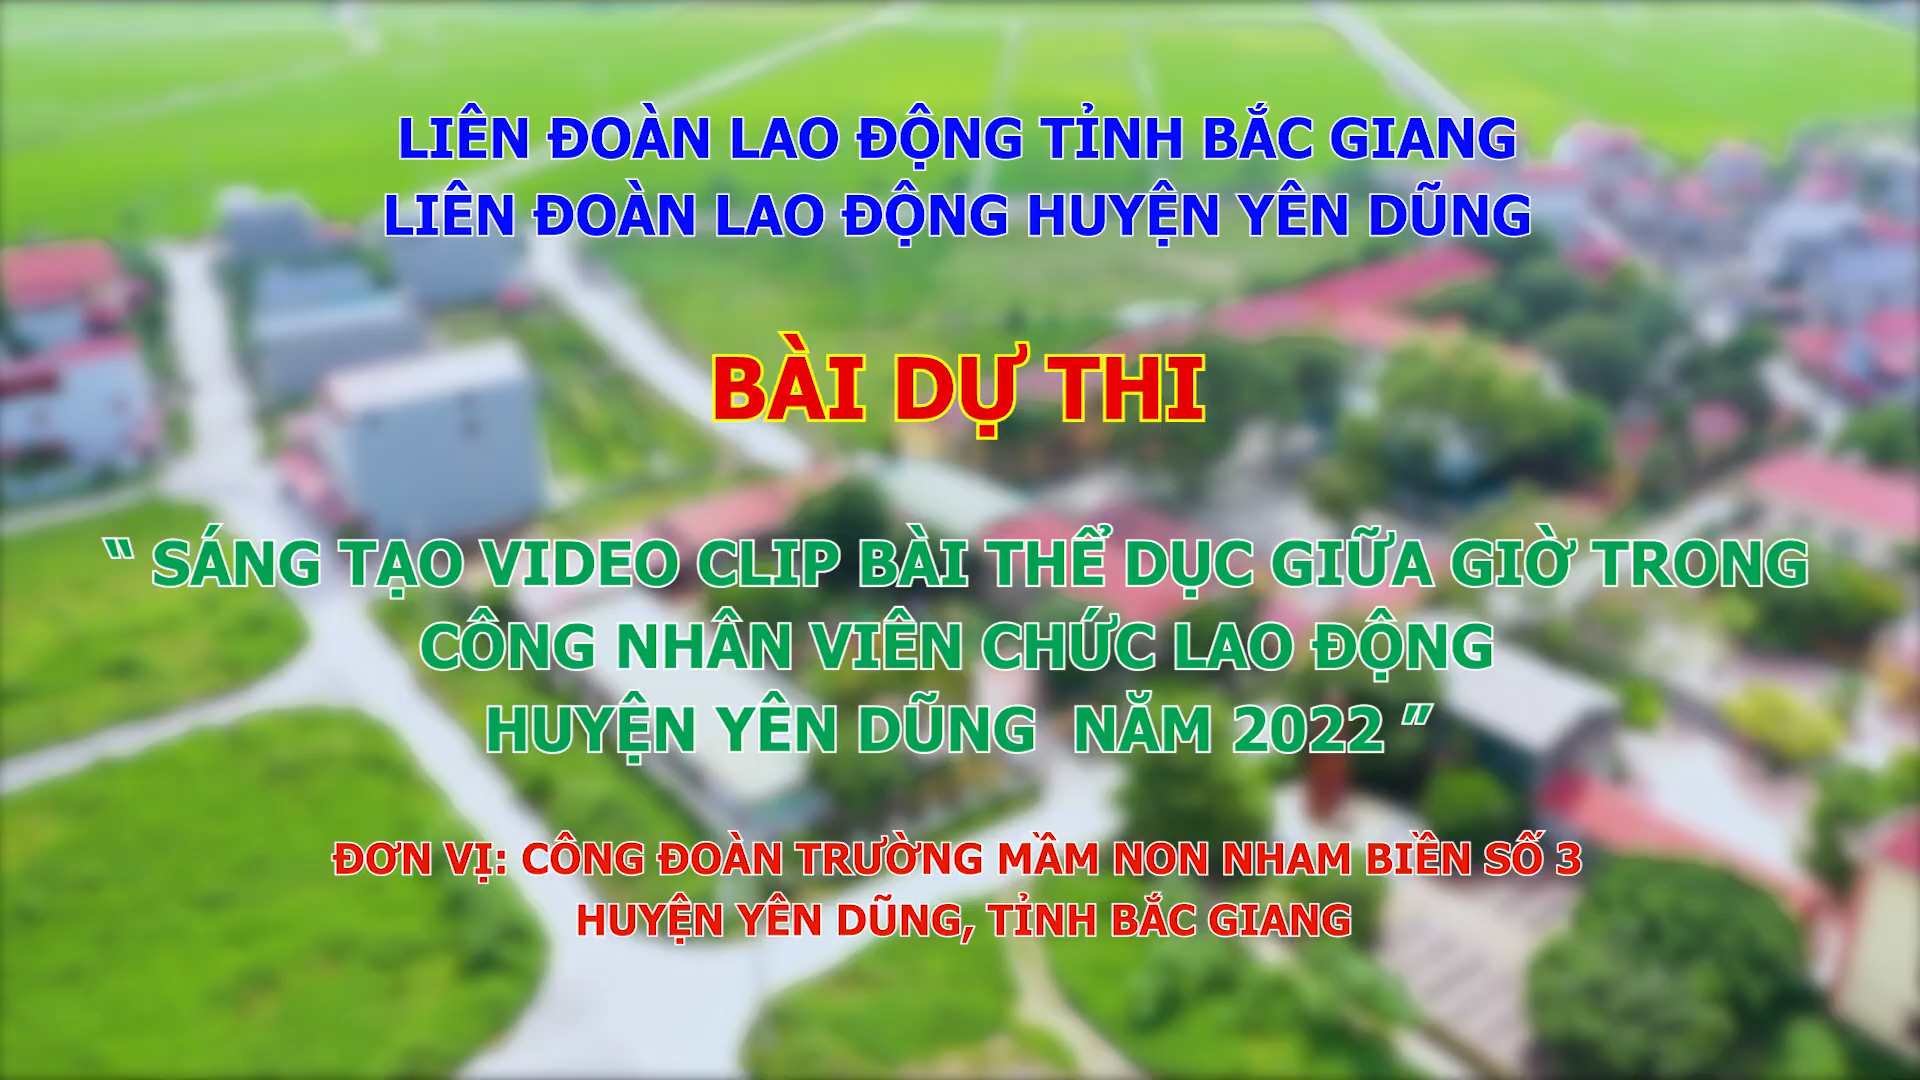 LIÊN ĐOÀN LAO ĐỘNG TỈNH BẮC GIANG
LIÊN ĐOÀN LAO ĐỘNG HUYỆN YÊN DŨNG
BÀI DỰ THI
“ SÁNG TẠO VIDEO CLIP BÀI THỂ DỤC GIỮA GIỜ TRONG
CÔNG NHÂN VIÊN CHỨC LAO ĐỘNG
HUYỆN YÊN DŨNG  NĂM 2022 ”
ĐƠN VỊ: CÔNG ĐOÀN TRƯỜNG MẦM NON NHAM BIỀN SỐ 3
HUYỆN YÊN DŨNG, TỈNH BẮC GIANG